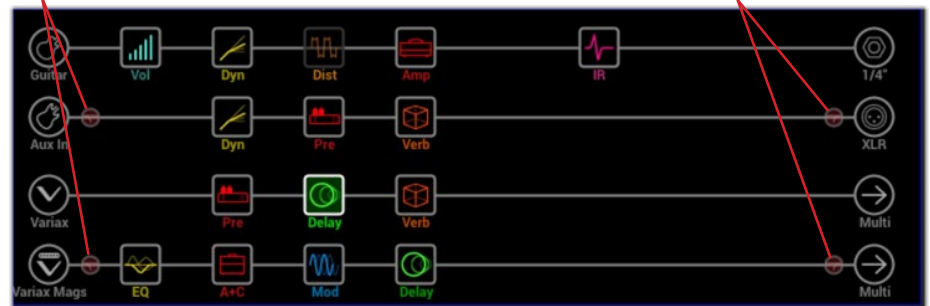 Guitar Vol Dyn Dist Amp IR 1/4"
Aux In Dyn Pre Verb XLR
Variax Pre Delay Verb Multi
Variax Mags EQ A+C Mod Delay Multi